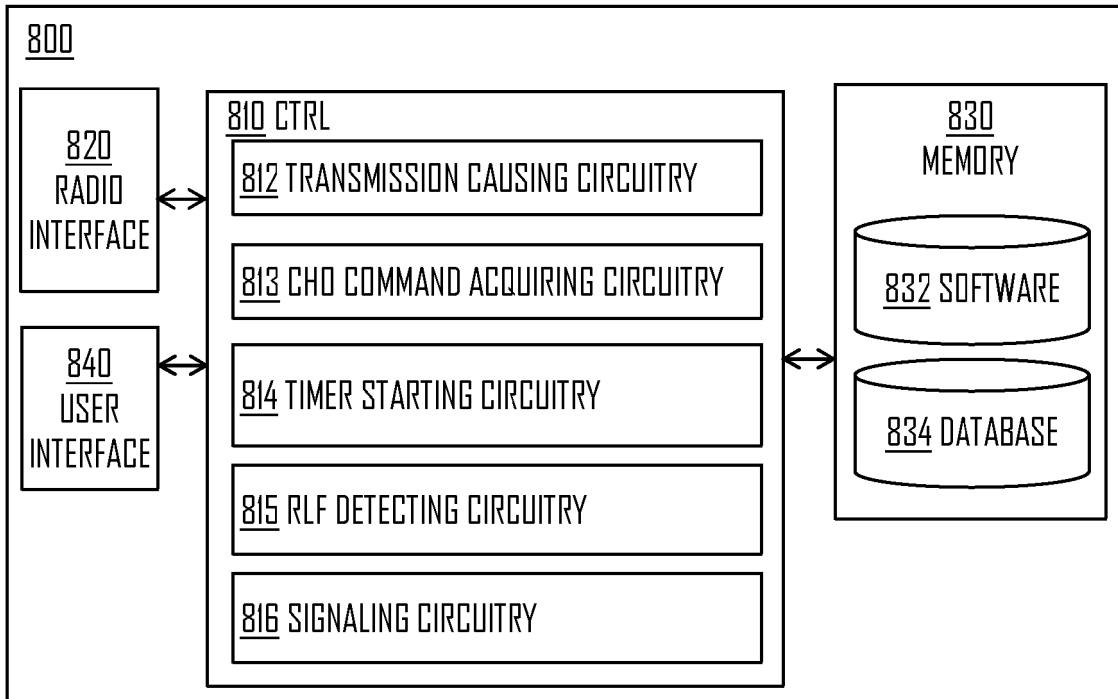 800
820
RADIO
INTERFACE
840
USER
INTERFACE
810 CTRL
812 TRANSMISSION CAUSING CIRCUITRY
813 CHO COMMAND ACQUIRING CIRCUITRY
814 TIMER STARTING CIRCUITRY
815 RLF DETECTING CIRCUITRY
816 SIGNALING CIRCUITRY
830
MEMORY
832 SOFTWARE
834 DATABASE